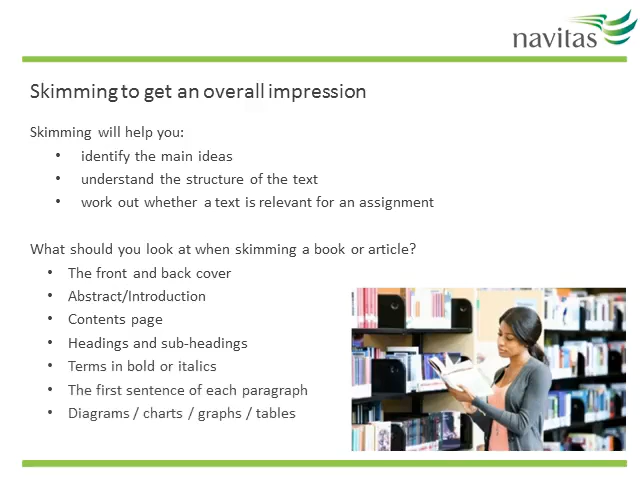 navitas
Skimming to get an overall impression
Skimming will help you:
• identify the main ideas
• understand the structure of the text
• work out whether a text is relevant for an assignment
What should you look at when skimming a book or article?
• The front and back cover
• Abstract/Introduction
• Contents page
• Headings and sub-headings
• Terms in bold or italics
• The first sentence of each paragraph
• Diagrams / charts / graphs / tables